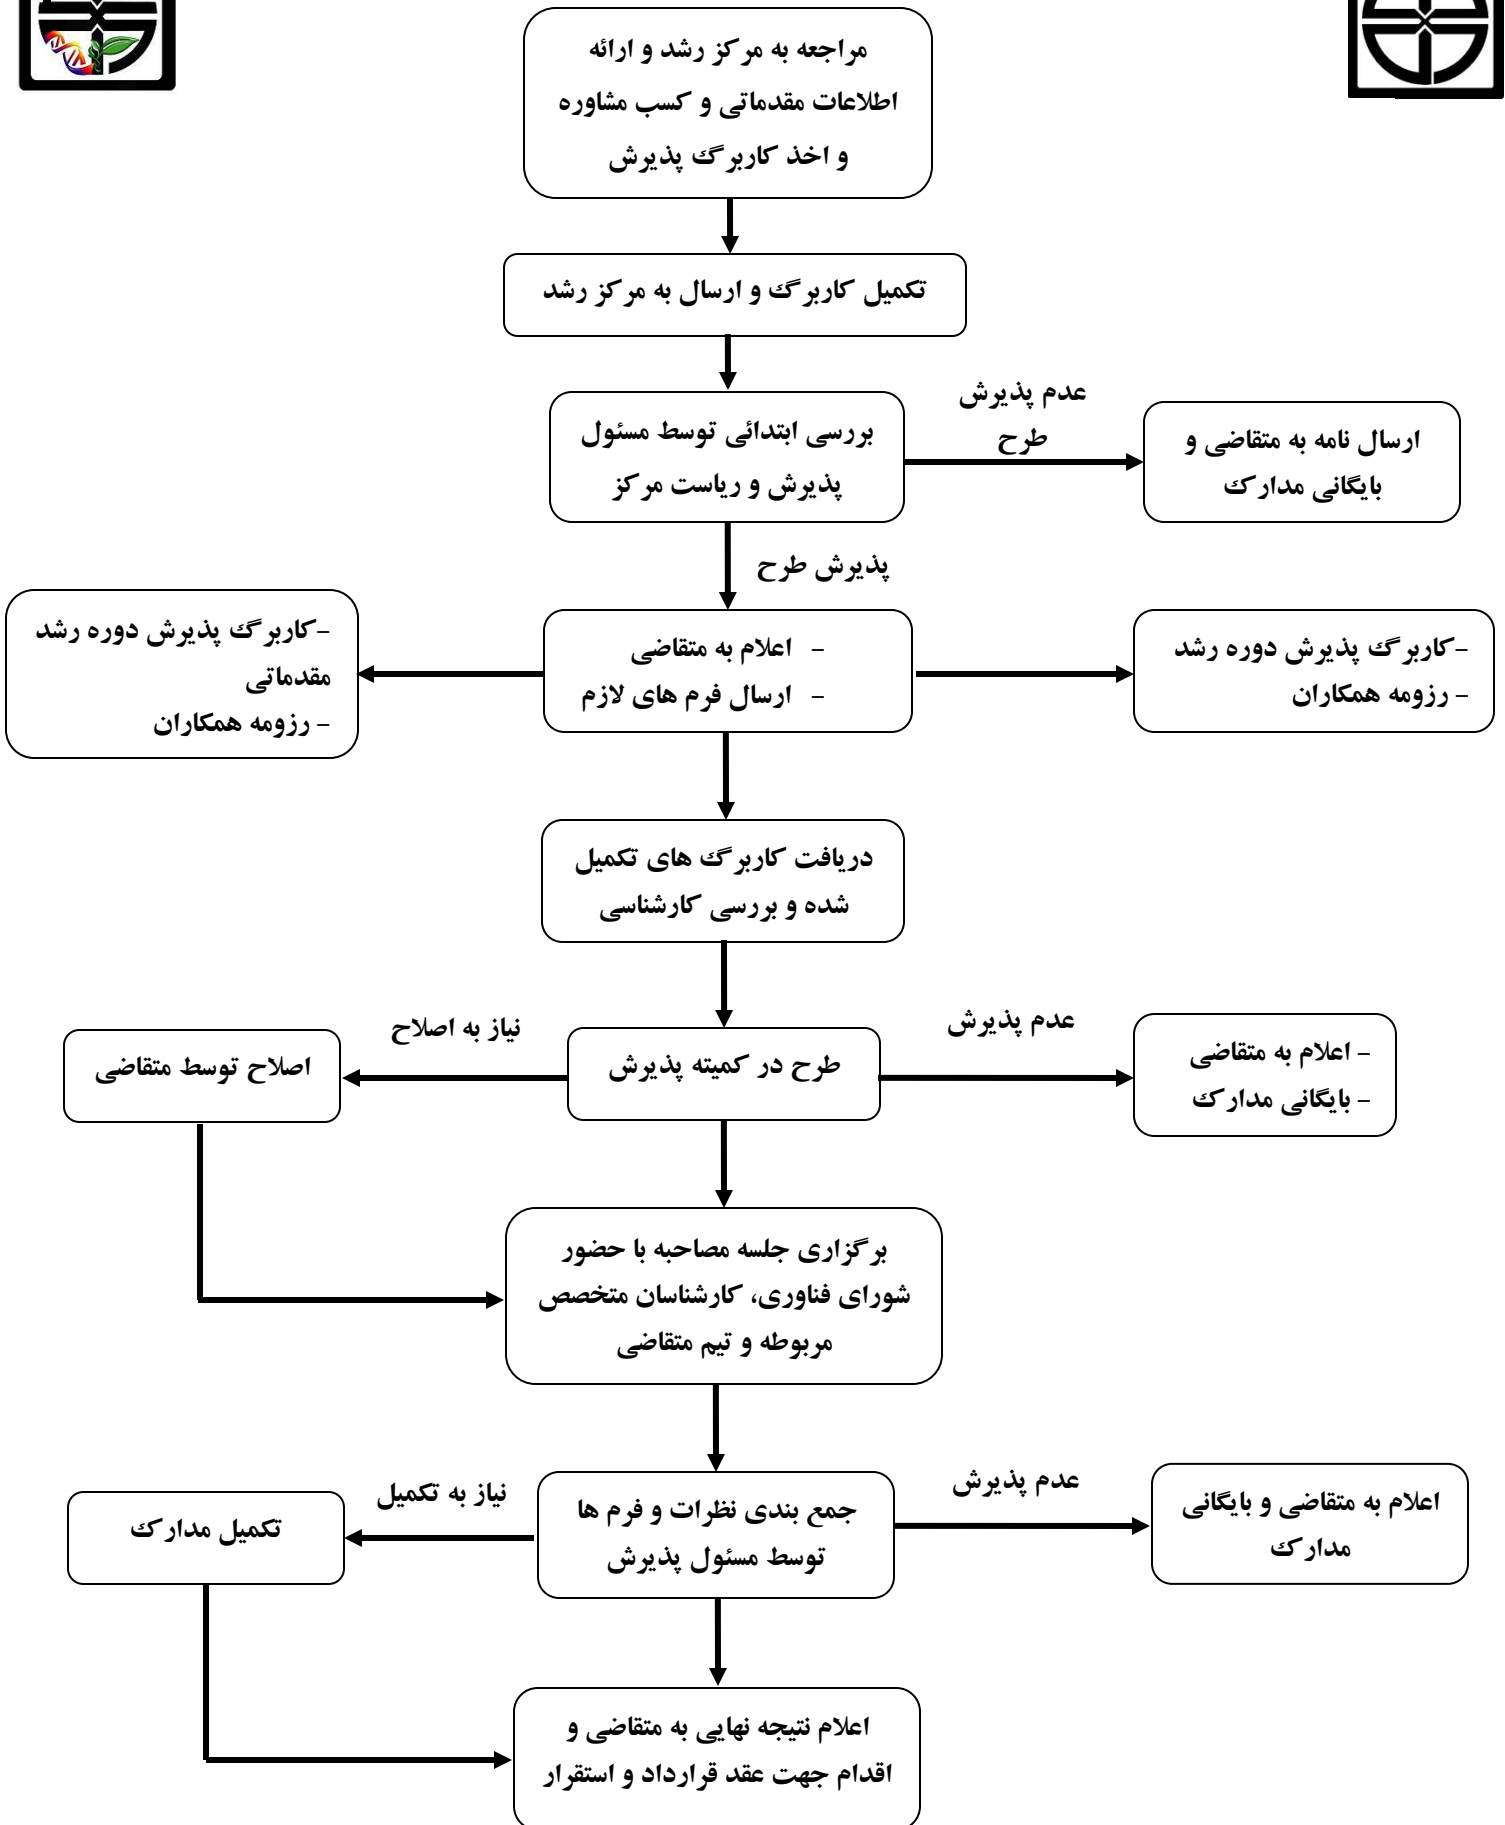 مراجعه به مرکز رشد و ارائه
اطلاعات مقدماتی و کسب مشاوره
و اخذ کاربرگ پذیرش
تکمیل کاربرگ و ارسال به مرکز رشد
بررسی ابتدائی توسط مسئول
پذیرش و ریاست مرکز
عدم پذیرش
طرح
ارسال نامه به متقاضی و
بایگانی مدارک
پذیرش طرح
- اعلام به متقاضی
- ارسال فرم های لازم
-کاربرگ پذیرش دوره رشد
- رزومه همکاران
-کاربرگ پذیرش دوره رشد
مقدماتی
- رزومه همکاران
دریافت کاربرگ های تکمیل
شده و بررسی کارشناسی
طرح در کمیته پذیرش
عدم پذیرش
- اعلام به متقاضی
- بایگانی مدارک
نیاز به اصلاح
اصلاح توسط متقاضی
برگزاری جلسه مصاحبه با حضور
شورای فناوری، کارشناسان متخصص
مربوطه و تیم متقاضی
جمع بندی نظرات و فرم ها
توسط مسئول پذیرش
عدم پذیرش
اعلام به متقاضی و بایگانی
مدارک
نیاز به تکمیل
تکمیل مدارک
اعلام نتیجه نهایی به متقاضی و
اقدام جهت عقد قرارداد و استقرار